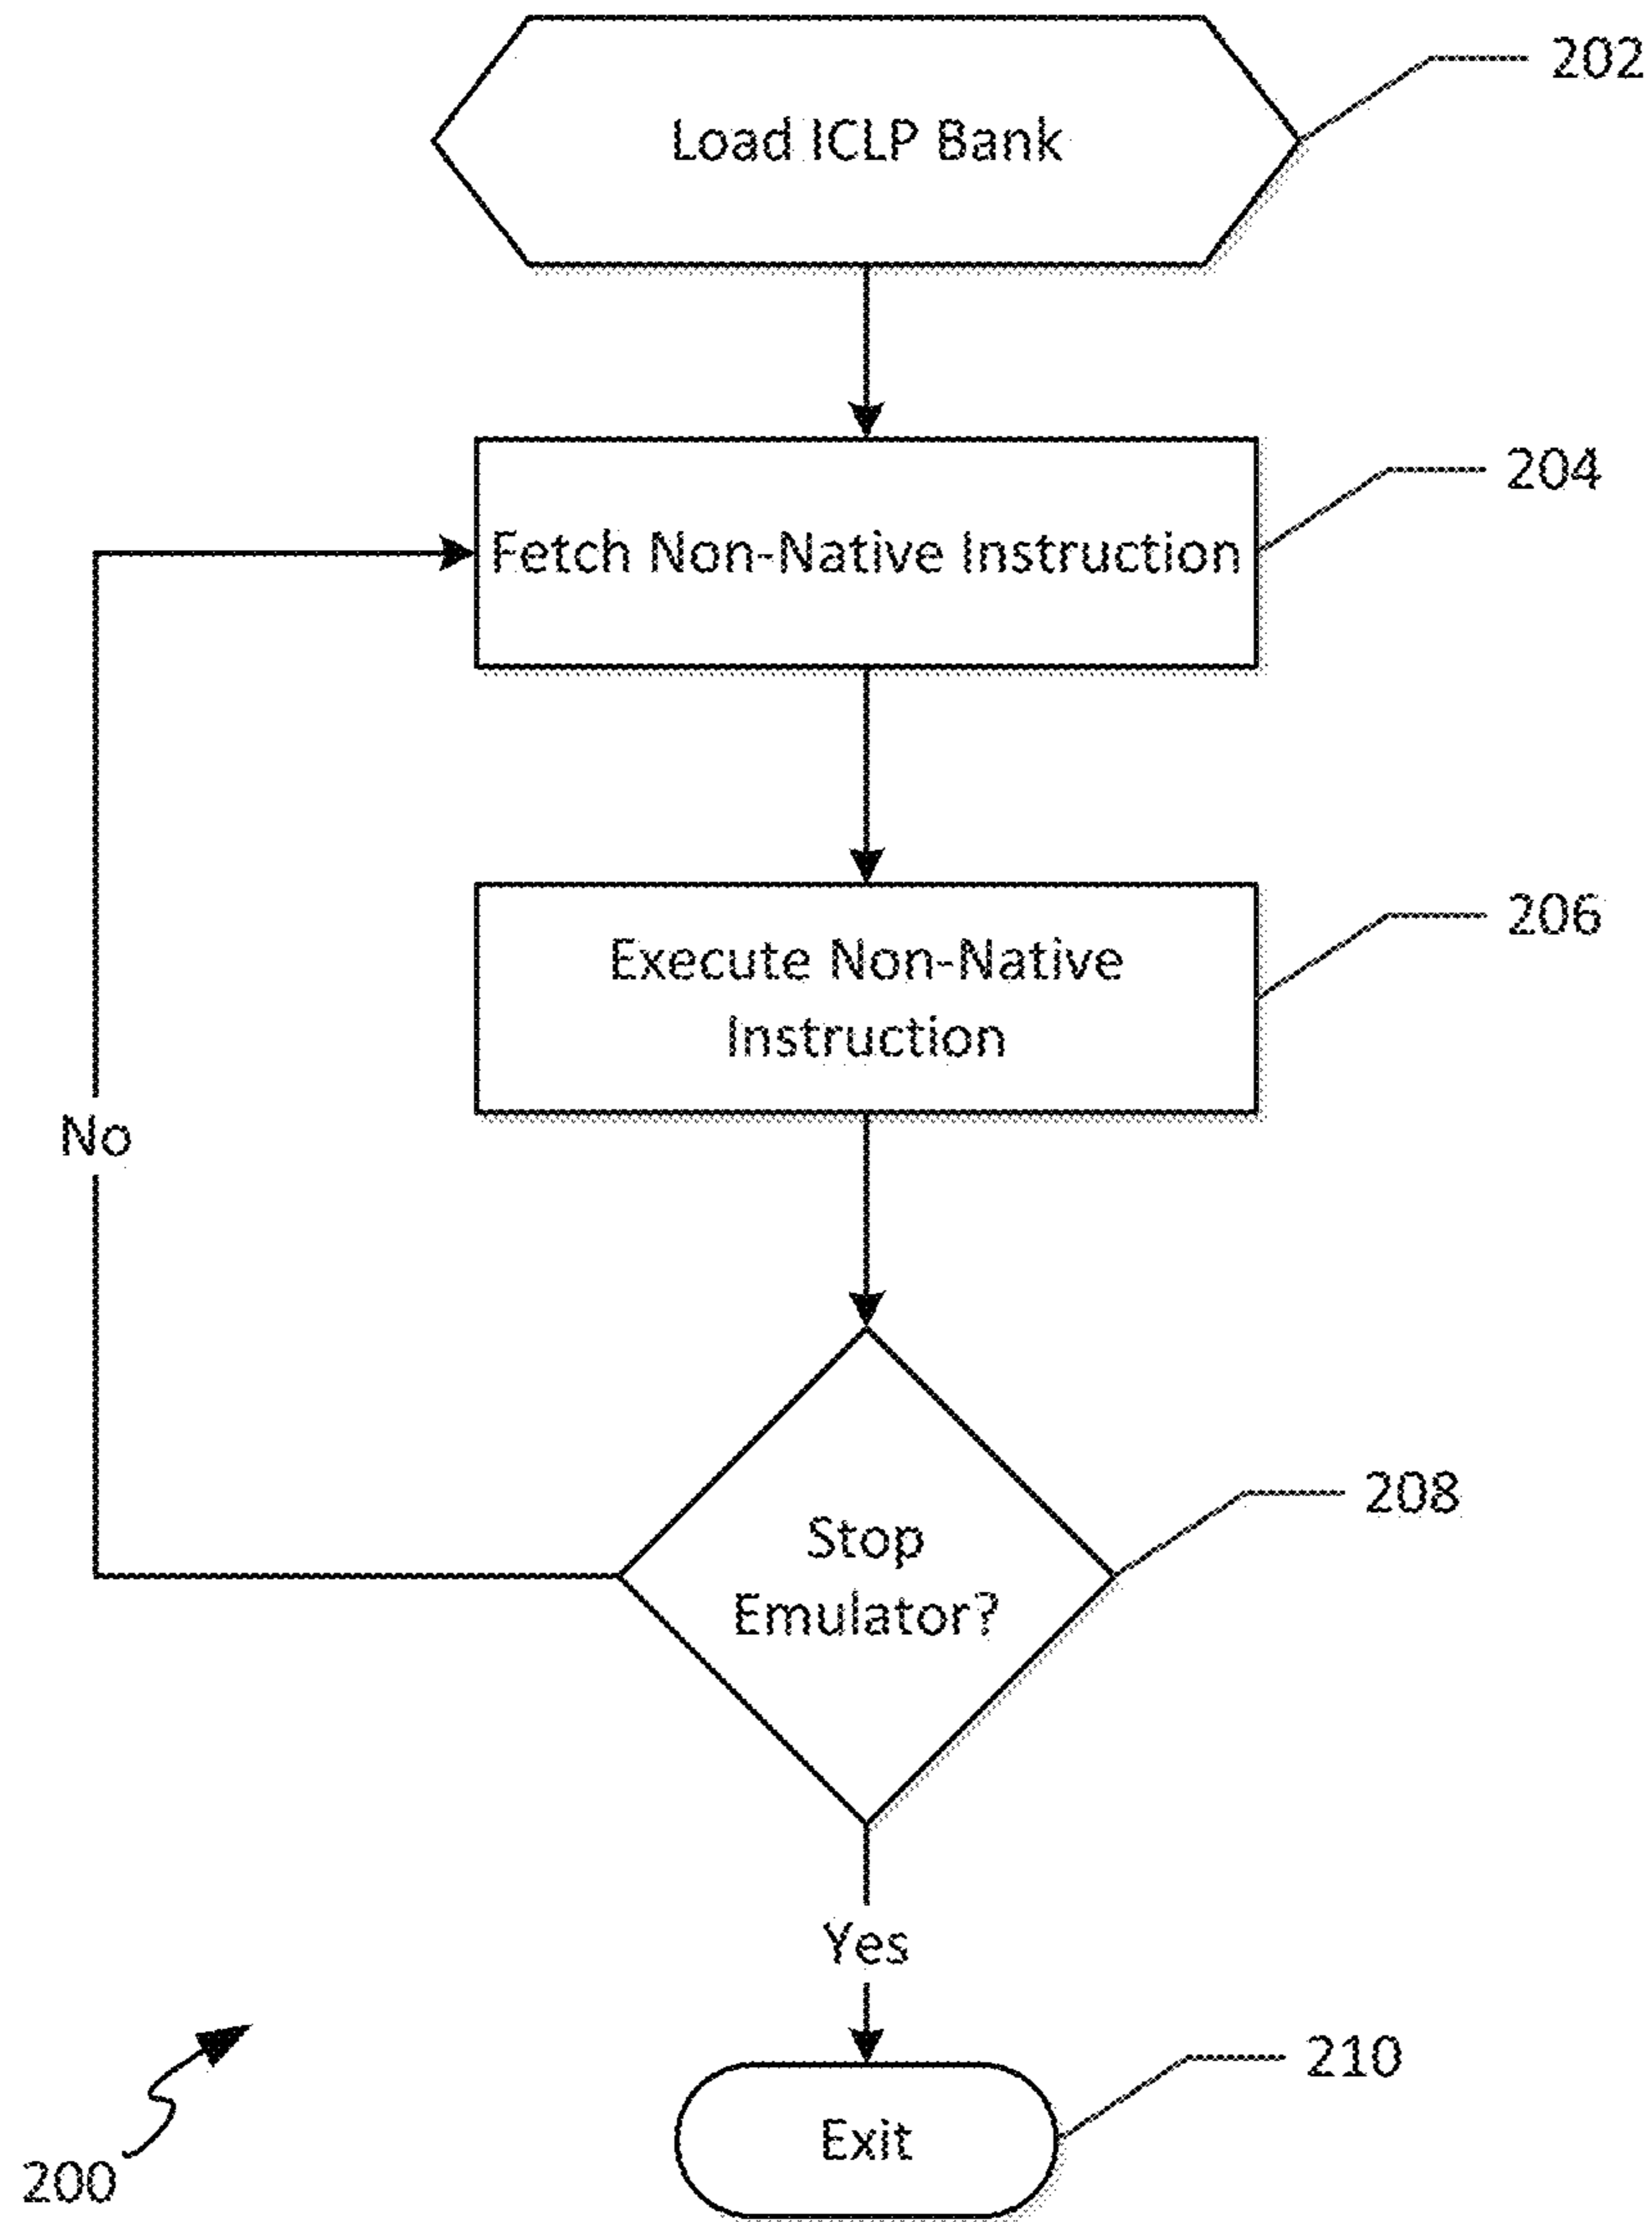 Load ICLP Bank
202
Fetch Non-Native Instruction
204
Execute Non-Native
Instruction
206
No
Stop
Emulator?
208
Yes
Exit
210
200